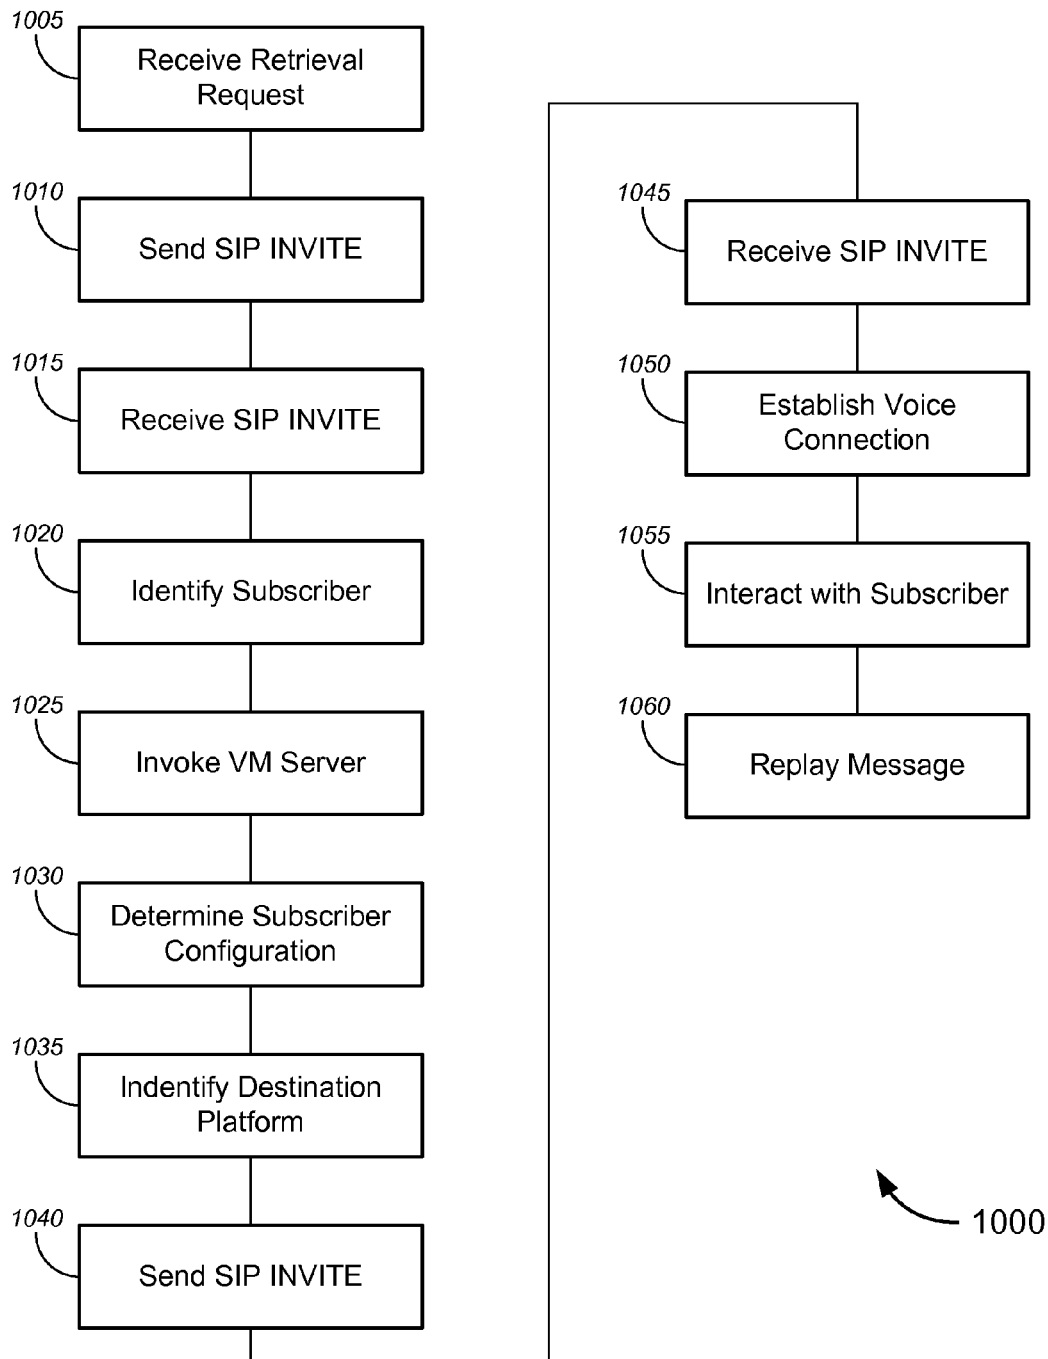 1005
Receive Retrieval
Request
1010
Send SIP INVITE
1015
Receive SIP INVITE
1020
Identify Subscriber
1025
Invoke VM Server
1030
Determine Subscriber
Configuration
1035
Indentify Destination
Platform
1040
Send SIP INVITE
1045
Receive SIP INVITE
1050
Establish Voice
Connection
1055
Interact with Subscriber
1060
Replay Message
1000